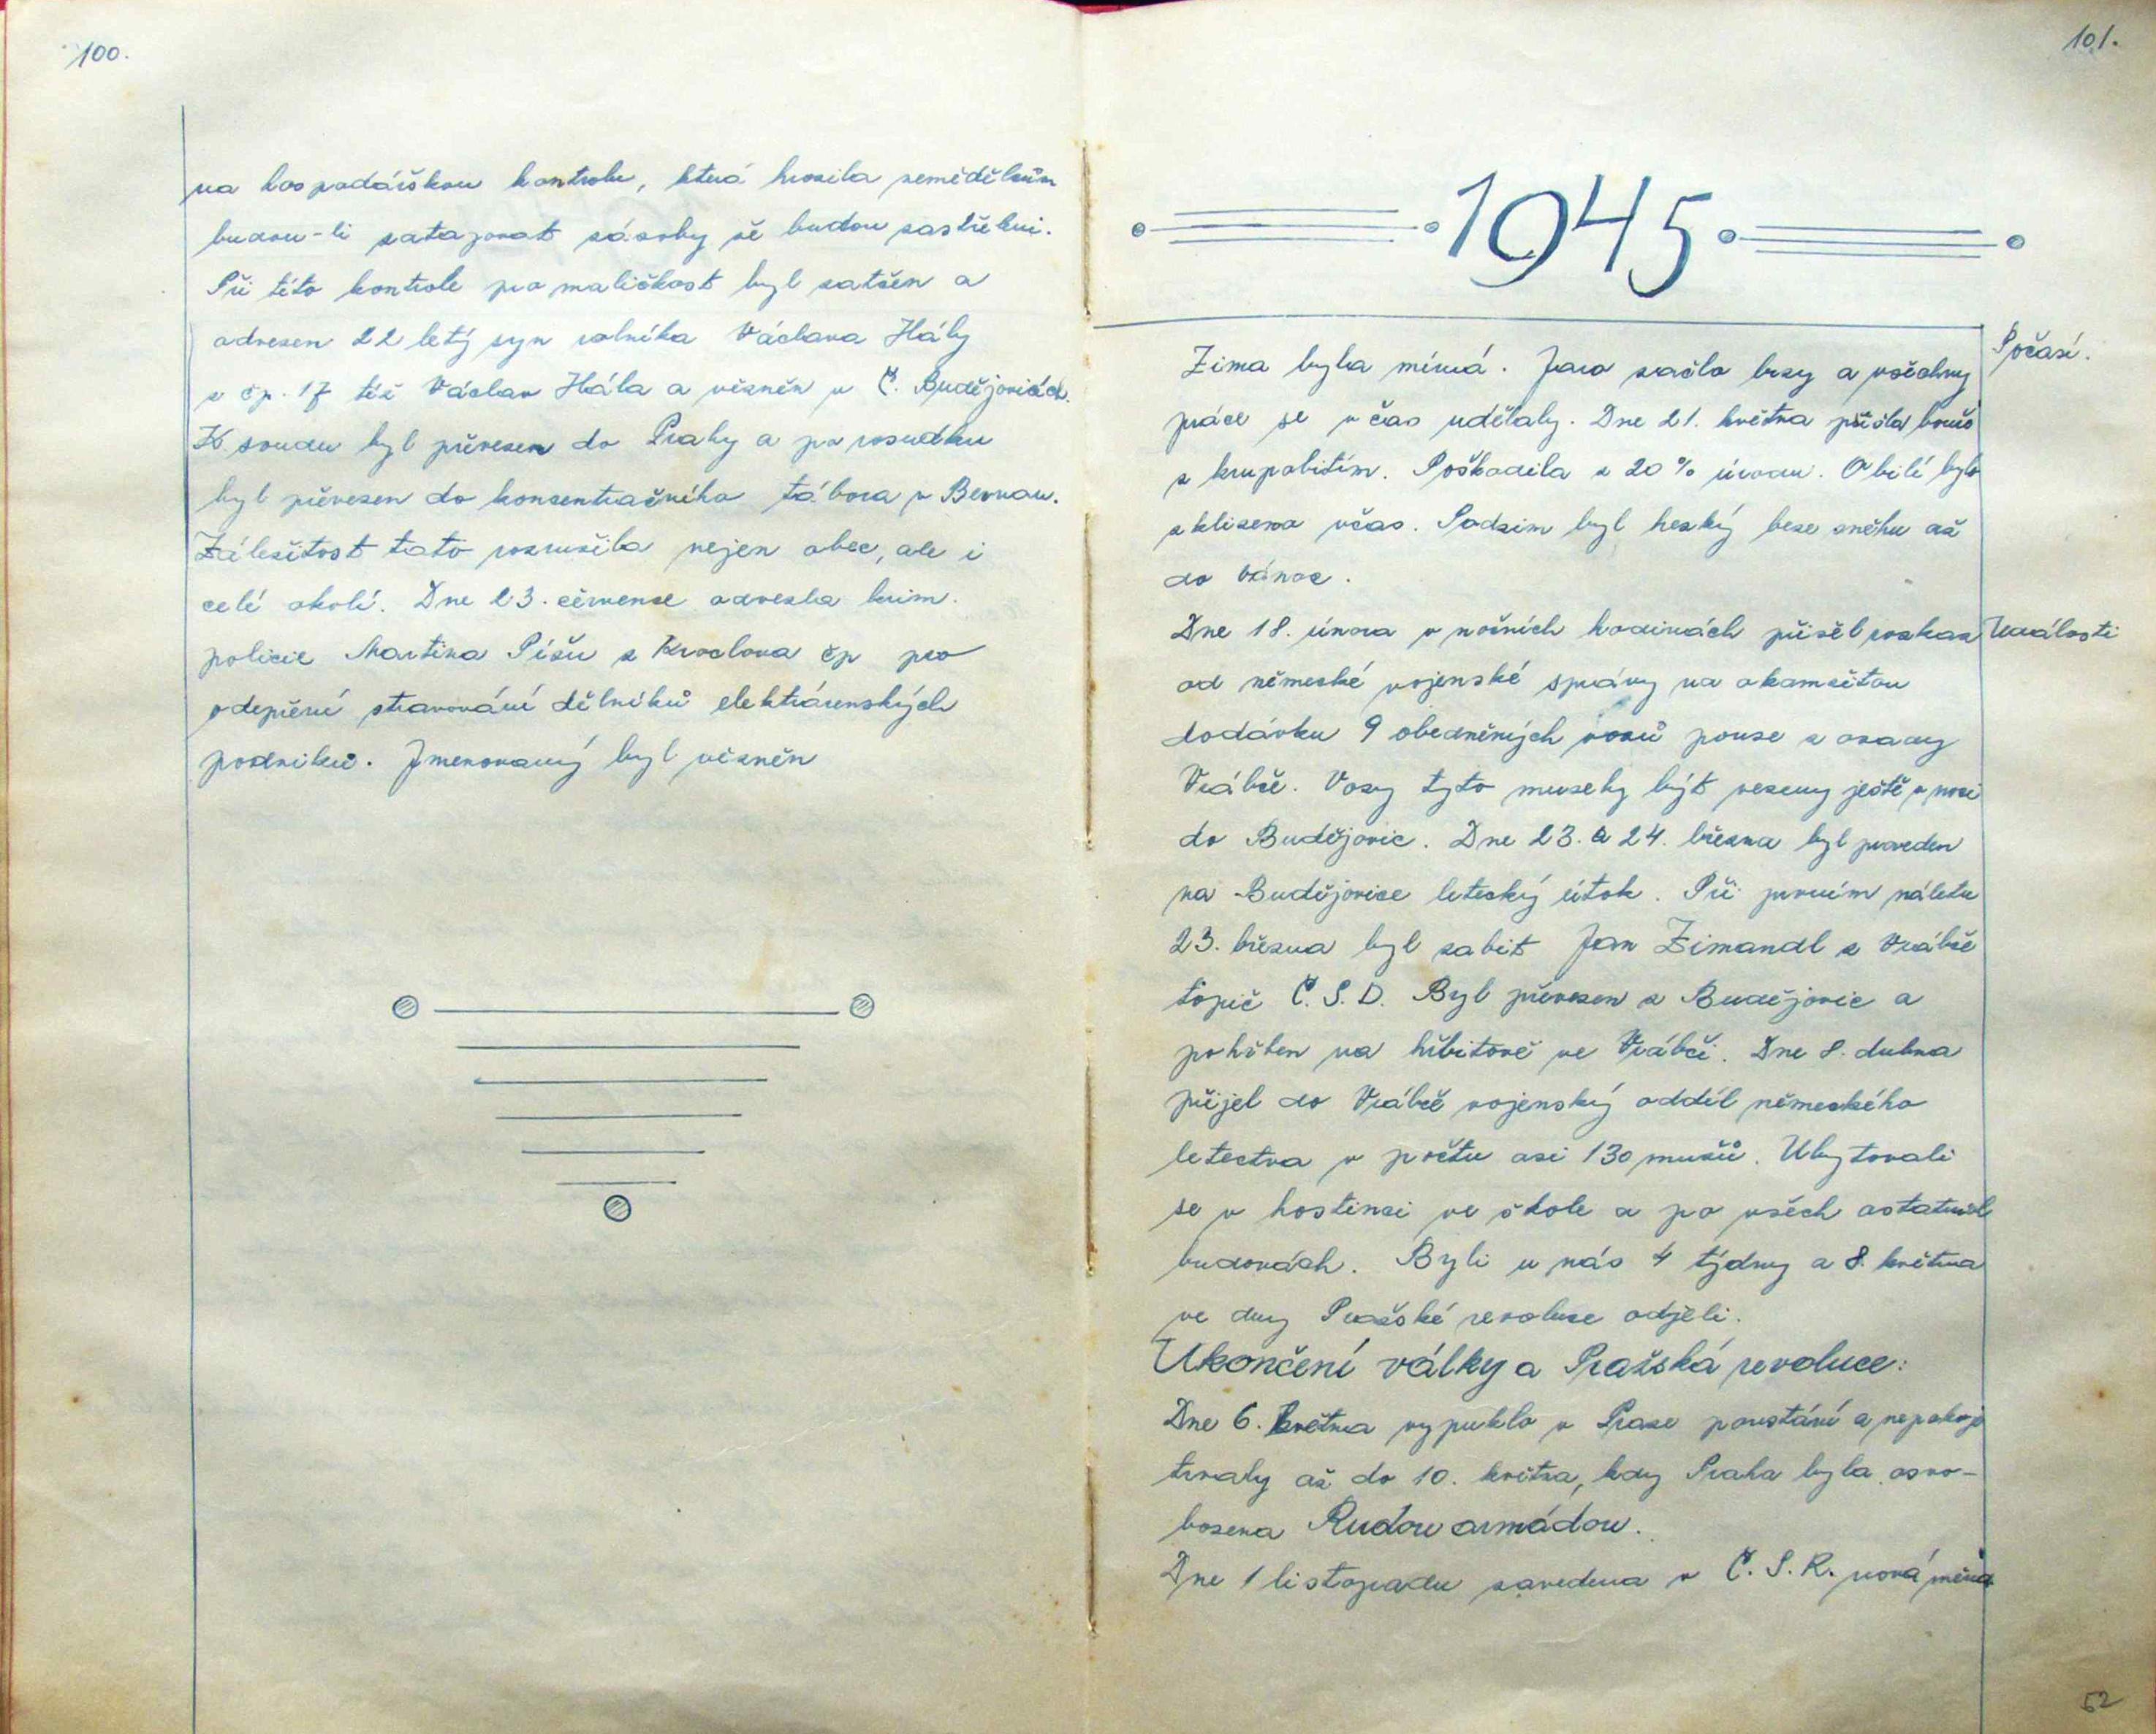 100.
na hospodářskou kontrolu, která hrozila zemědělcům
budou-li zatajovat zásoby že budou zastřeleni.
Při této kontrole pro maličkost byl zatčen a
odvezen 22 letý syn rolníka Václava Hály
z čp. 17 též Václav Hála a vězněn v Č. Budějovicích.
K soudu byl převezen do Prahy a po rozsudku
byl převezen do konsentračního tábora v Bernau.
Záležitost tato rozrušila nejen obec, ale i
celé okolí. Dne 23. července odvezla krim.
policie Martina Píšu z Kroclova čp pro
odepření stravování dělníků elektrárenských
podniků. Jmenovaný byl vězněn
101.
1945
Počasí.
Zima byla mírná. Jaro začlo brzy a všechny
práce se v čas udělaly. Dne 21. května přišla bouř
s krupobitím. Poškodila z 20% úrodu. Obilí bylo
sklizeno včas. Podzim byl hezký beze sněhu až
do vánoc.
Události
Dne 18. února v nočních hodinách přišel rozkaz
od německé vojenské správy na okamžitou
dodávku 9 obedněných vozů pouze z osady
Vrábče. Vozy tyto musely být vezeny ještě v noci
do Budějovic. Dne 23. a 24. března byl proveden
na Budějovice letecký útok. Při prvním náletu
23. března byl zabit Jan Zimandl z Vrábče
topič Č. S. D. Byl převezen z Budějovic a
pohřben na hřbitově ve Vrábči. Dne 8. dubna
přijel do Vrábče vojenský oddíl německého
letectva v počtu asi 130 mužů. Ubytovali
se v hostinci ve škole a po všech ostatních
budovách. Byli u nás 4 týdny a 8. května
ve dny Pražské revoluce odjeli.
Ukončení války a Pražská revoluce:
Dne 6. května vypuklo v Praze povstání a nepokoje
trvaly až do 10. května, kdy Praha byla osvo-
bozena Rudou armádou.
Dne 1 listopadu zavedena v Č. S. R. nová měna
52